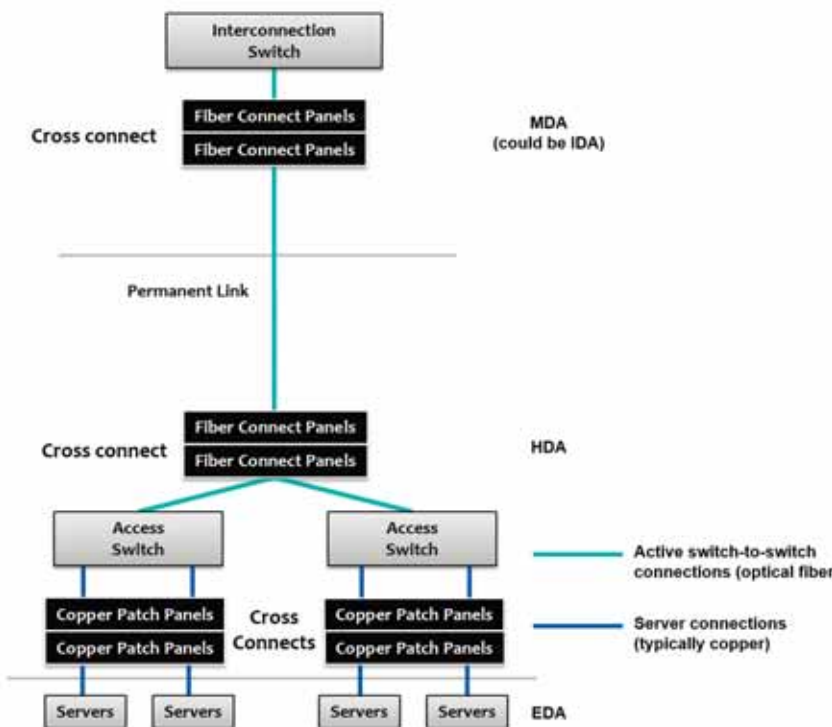 Interconnection
Switch
Fiber Connect Panels
Cross connect
Fiber Connect Panels
MDA
(could be IDA)
Permanent Link
Fiber Connect Panels
Cross connect
Fiber Connect Panels
HDA
Access
Switch
Access
Switch
Active switch-to-switch
connections (optical fiber
Copper Patch Panels
Copper Patch Panels
Cross
Connects
Copper Patch Panels
Copper Patch Panels
Server connections
(typically copper)
Servers
Servers
Servers
Servers
EDA